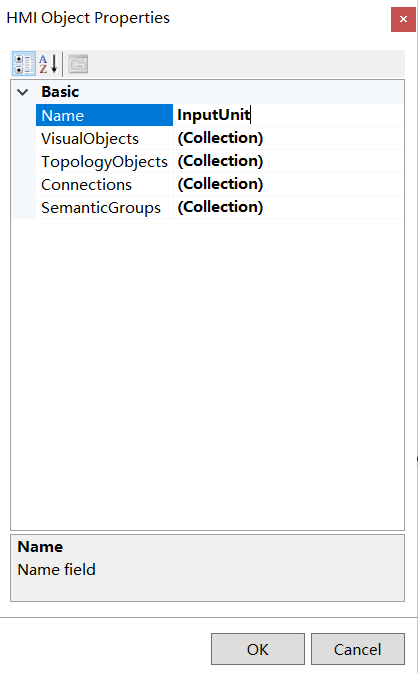 HMI Object Properties
A Z
Basic
Name InputUnit
VisualObjects (Collection)
TopologyObjects (Collection)
Connections (Collection)
SemanticGroups (Collection)
Name
Name field
OK Cancel